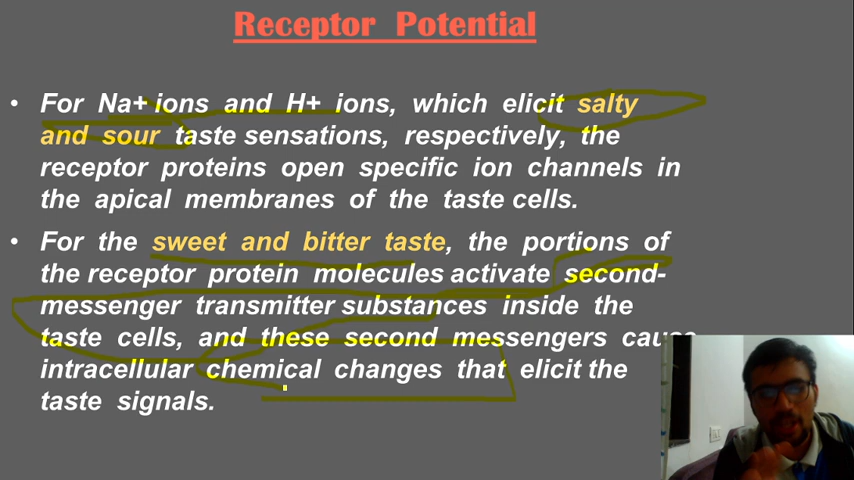 Receptor Potential
• For Na+ ions and H+ ions, which elicit salty
and sour taste sensations, respectively, the
receptor proteins open specific ion channels in
the apical membranes of the taste cells.
• For the sweet and bitter taste, the portions of
the receptor protein molecules activate second-
messenger transmitter substances inside the
taste cells, and these second messengers cause
intracellular chemical changes that elicit the
taste signals.